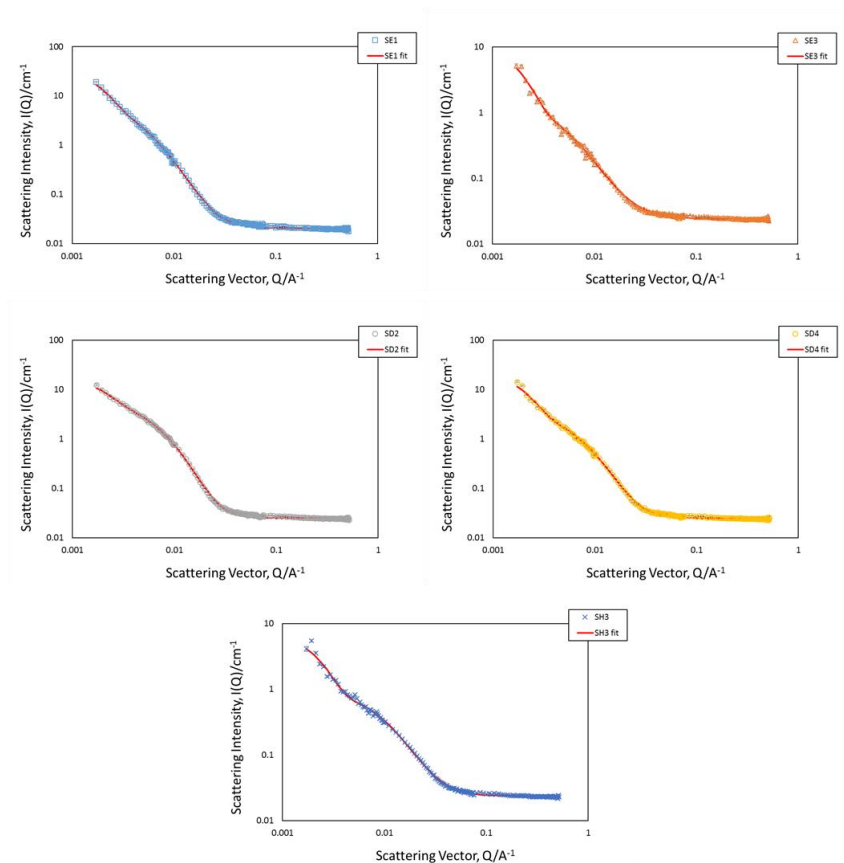 SE1
SE1 fit
100
10
1
0.1
0.01
0.001
0.01
0.1
1
Scattering Intensity, I(Q)/cm-1
Scattering Vector, Q/A-1
SE3
SE3 fit
10
1
0.1
0.01
0.001
0.01
0.1
1
Scattering Intensity, I(Q)/cm-1
Scattering Vector, Q/A-1
SD2
SD2 fit
100
10
1
0.1
0.01
0.001
0.01
0.1
1
Scattering Intensity, I(Q)/cm-1
Scattering Vector, Q/A-1
SD4
SD4 fit
100
10
1
0.1
0.01
0.001
0.01
0.1
1
Scattering Intensity, I(Q)/cm-1
Scattering Vector, Q/A-1
SH3
SH3 fit
10
1
0.1
0.01
0.001
0.01
0.1
1
Scattering Intensity, I(Q)/cm-1
Scattering Vector, Q/A-1